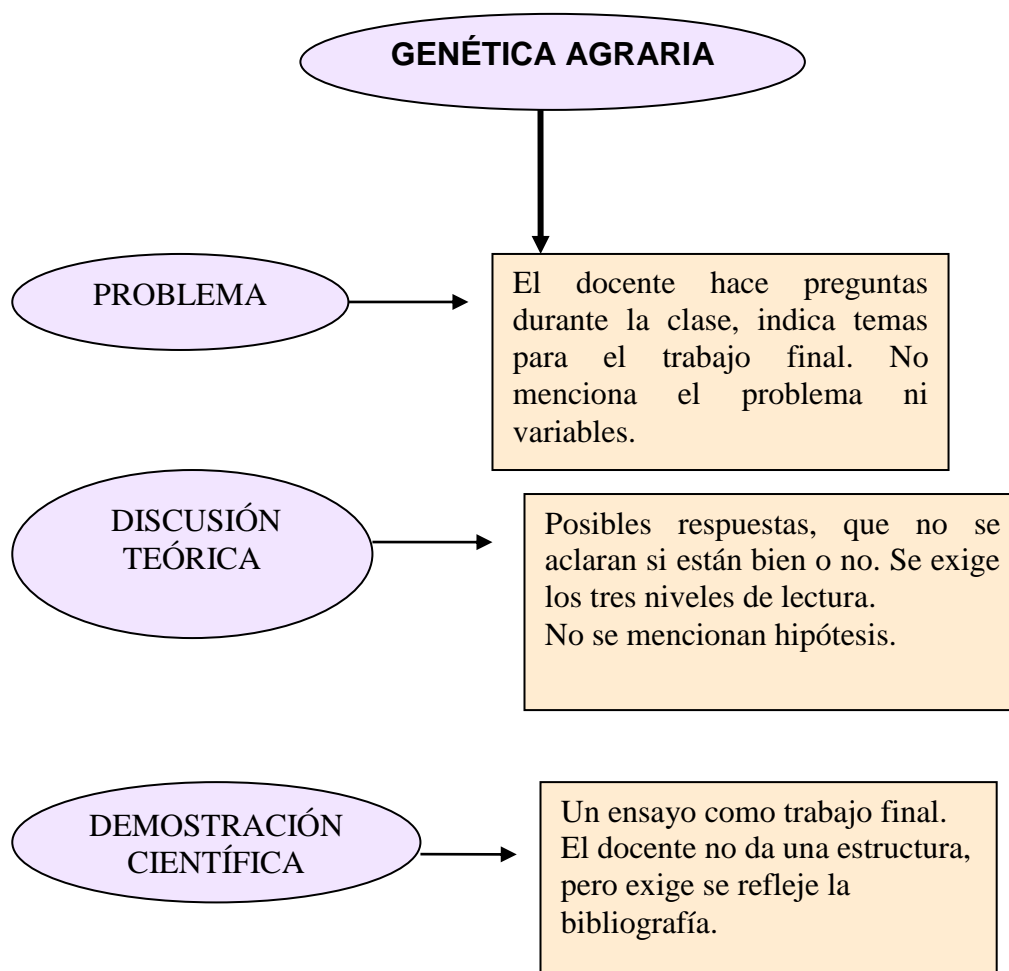 GENÉTICA AGRARIA
PROBLEMA
El docente hace preguntas
durante la clase, indica temas
para el trabajo final. No
menciona el problema ni
variables.
DISCUSIÓN
TEÓRICA
Posibles respuestas, que no se
aclaran si están bien o no. Se exige
los tres niveles de lectura.
No se mencionan hipótesis.
DEMOSTRACIÓN
CIENTÍFICA
Un ensayo como trabajo final.
El docente no da una estructura,
pero exige se refleje la
bibliografía.